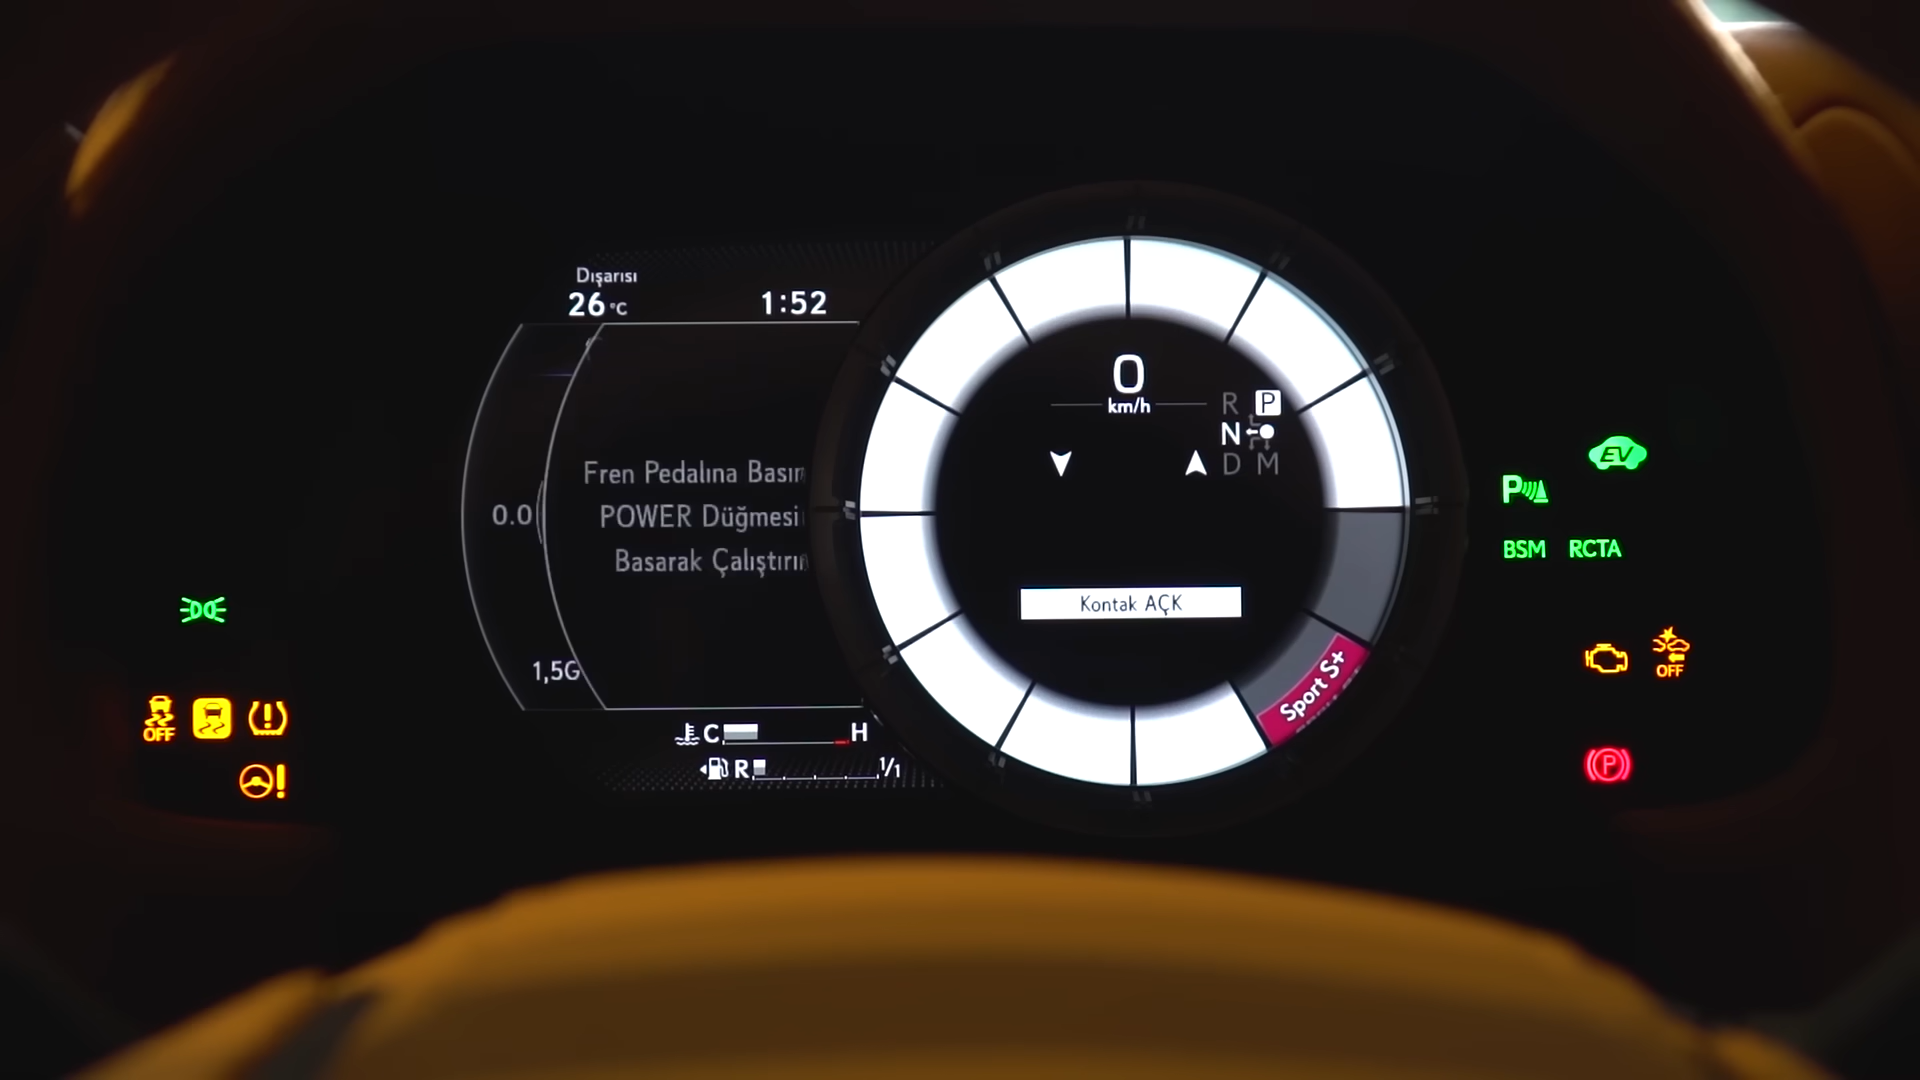 Dışarısı
26 °C
1:52
0
km/h
R P
N
D M
Fren Pedalına Basın
0.0
POWER Düğmesi
Basarak Çalıştırın
Kontak AÇK
1,5G
Sport S+
C H
R 1/1
EV
P
BSM RCTA
OFF
OFF
P